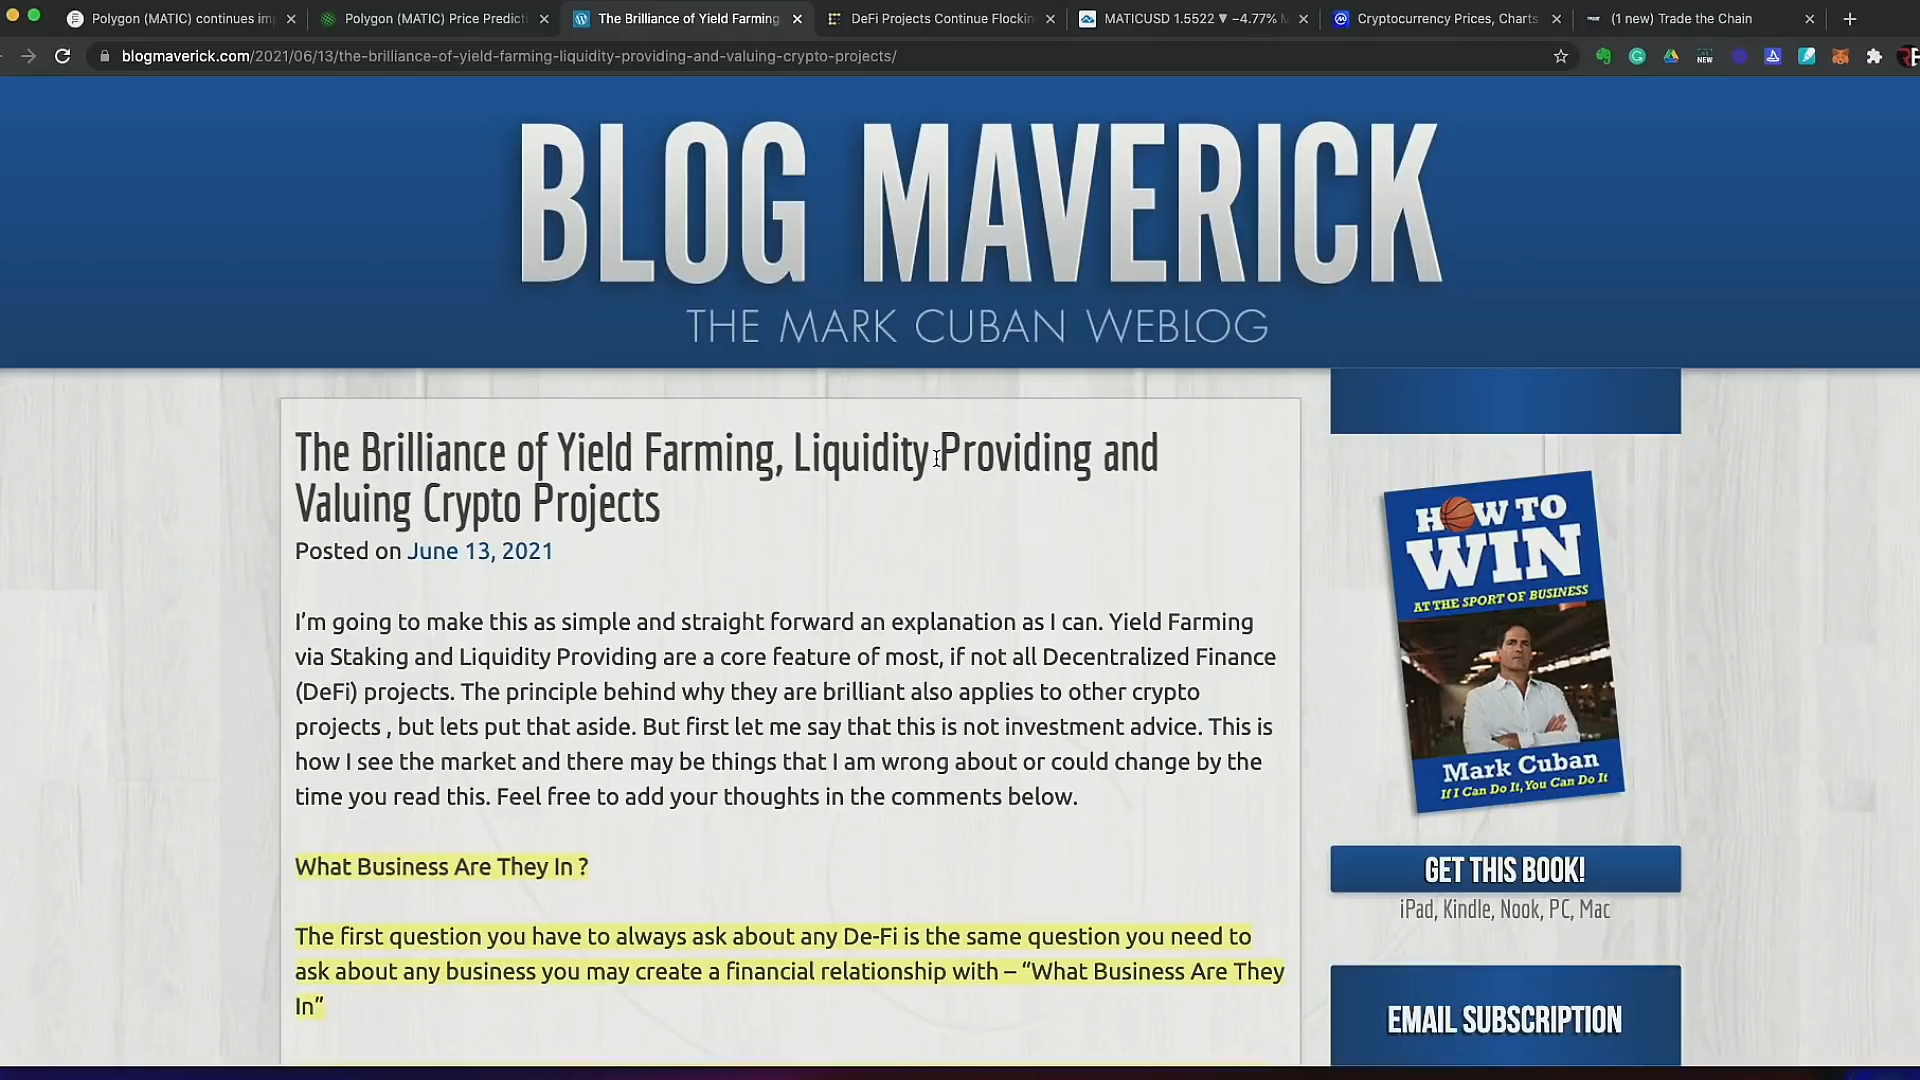 Polygon (MATIC) continues im
Polygon (MATIC) Price Predict
The Brilliance of Yield Farming
DeFi Projects Continue Flockin
MATICUSD 1.5522 ▼ −4.77%
Cryptocurrency Prices, Charts
(1 new) Trade the Chain
blogmaverick.com/2021/06/13/the-brilliance-of-yield-farming-liquidity-providing-and-valuing-crypto-projects/
NEW
BLOG MAVERICK
THE MARK CUBAN WEBLOG
The Brilliance of Yield Farming, Liquidity Providing and
Valuing Crypto Projects
Posted on June 13, 2021
I’m going to make this as simple and straight forward an explanation as I can. Yield Farming
via Staking and Liquidity Providing are a core feature of most, if not all Decentralized Finance
(DeFi) projects. The principle behind why they are brilliant also applies to other crypto
projects , but lets put that aside. But first let me say that this is not investment advice. This is
how I see the market and there may be things that I am wrong about or could change by the
time you read this. Feel free to add your thoughts in the comments below.
What Business Are They In ?
The first question you have to always ask about any De-Fi is the same question you need to
ask about any business you may create a financial relationship with – “What Business Are They
In”
HOW TO
WIN
AT THE SPORT OF BUSINESS
Mark Cuban
If I Can Do It, You Can Do It
GET THIS BOOK!
iPad, Kindle, Nook, PC, Mac
EMAIL SUBSCRIPTION